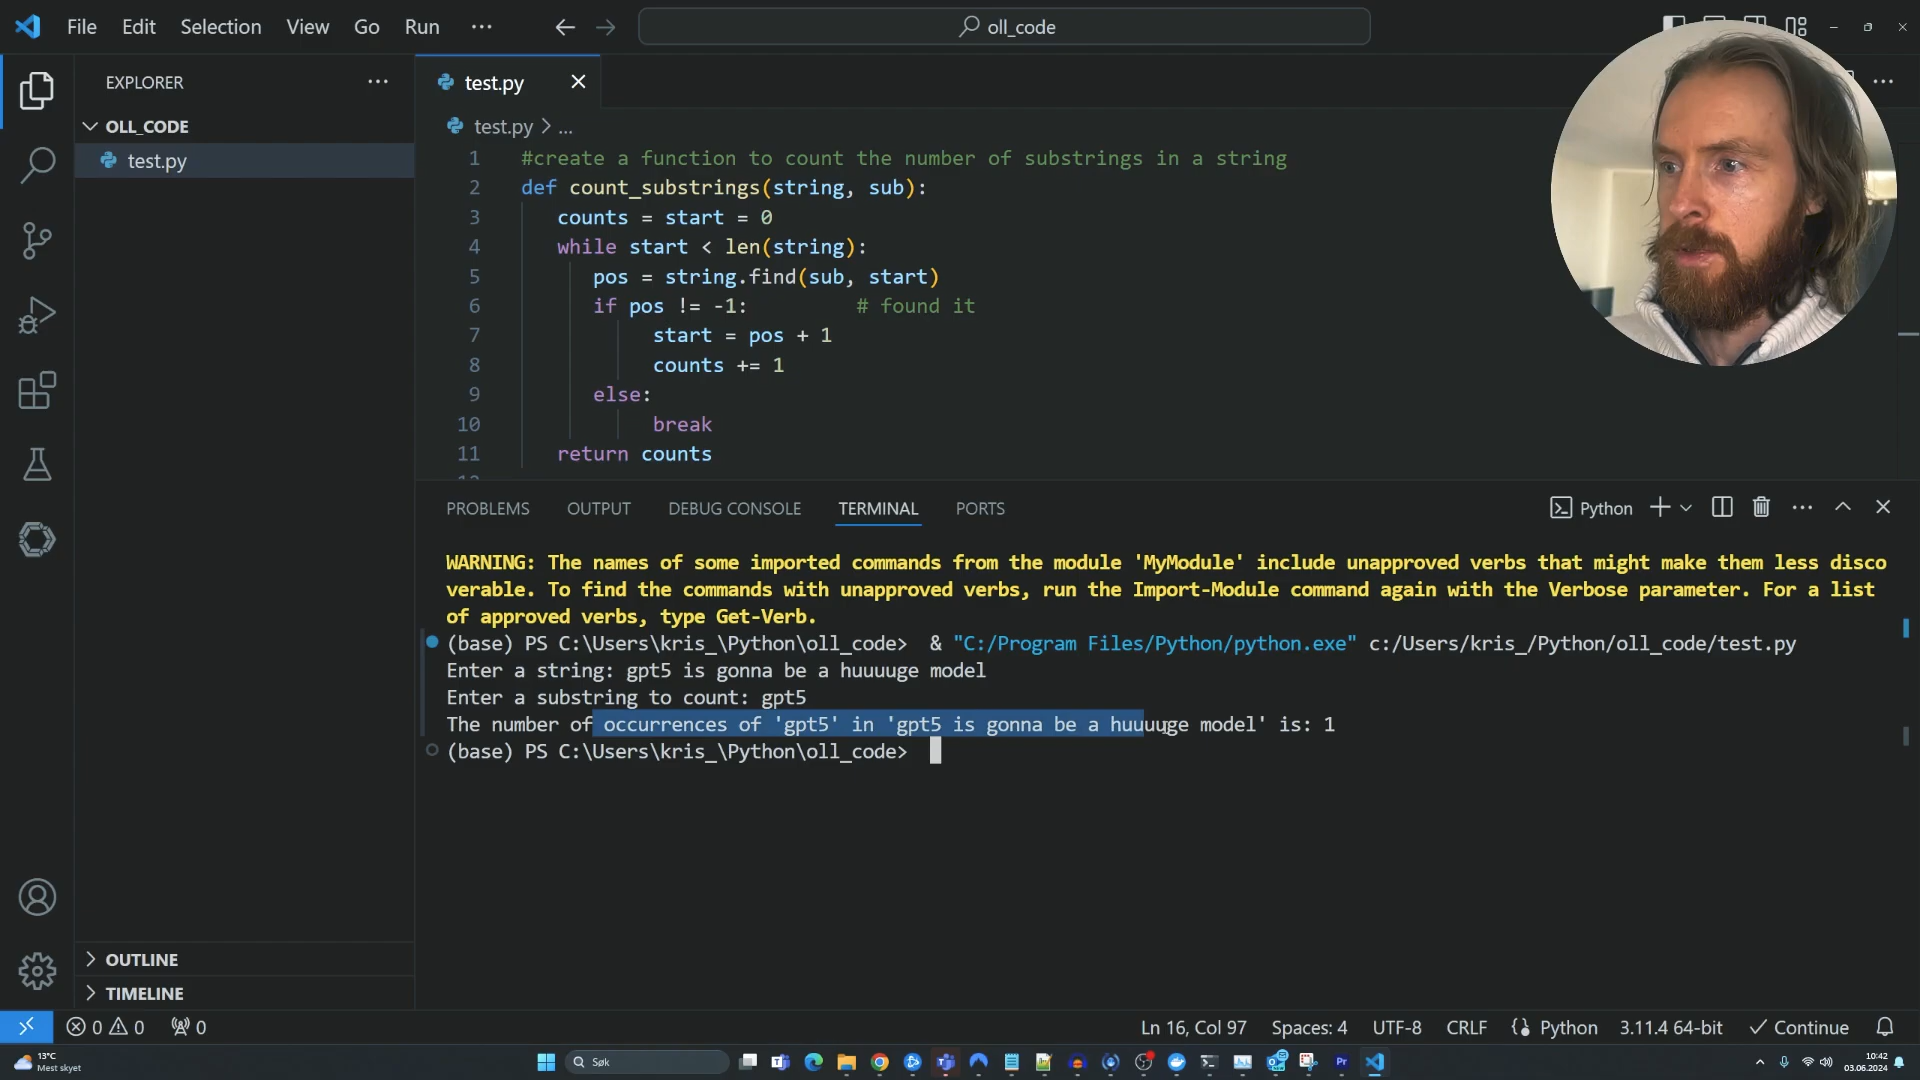 File Edit Selection View Go Run ··· oll_code
EXPLORER ···
OLL_CODE
test.py
OUTLINE
TIMELINE
test.py
test.py > ...
1 #create a function to count the number of substrings in a string
2 def count_substrings(string, sub):
3 counts = start = 0
4 while start < len(string):
5 pos = string.find(sub, start)
6 if pos != -1: # found it
7 start = pos + 1
8 counts += 1
9 else:
10 break
11 return counts
PROBLEMS OUTPUT DEBUG CONSOLE TERMINAL PORTS Python
WARNING: The names of some imported commands from the module 'MyModule' include unapproved verbs that might make them less disco
verable. To find the commands with unapproved verbs, run the Import-Module command again with the Verbose parameter. For a list
of approved verbs, type Get-Verb.
(base) PS C:\Users\kris_\Python\oll_code> & "C:/Program Files/Python/python.exe" c:/Users/kris_/Python/oll_code/test.py
Enter a string: gpt5 is gonna be a huuuuge model
Enter a substring to count: gpt5
The number of occurrences of 'gpt5' in 'gpt5 is gonna be a huuuuge model' is: 1
(base) PS C:\Users\kris_\Python\oll_code>
0 0 0 Ln 16, Col 97 Spaces: 4 UTF-8 CRLF Python 3.11.4 64-bit Continue
13°C
Mest skyet
Søk
10:42
03.06.2024